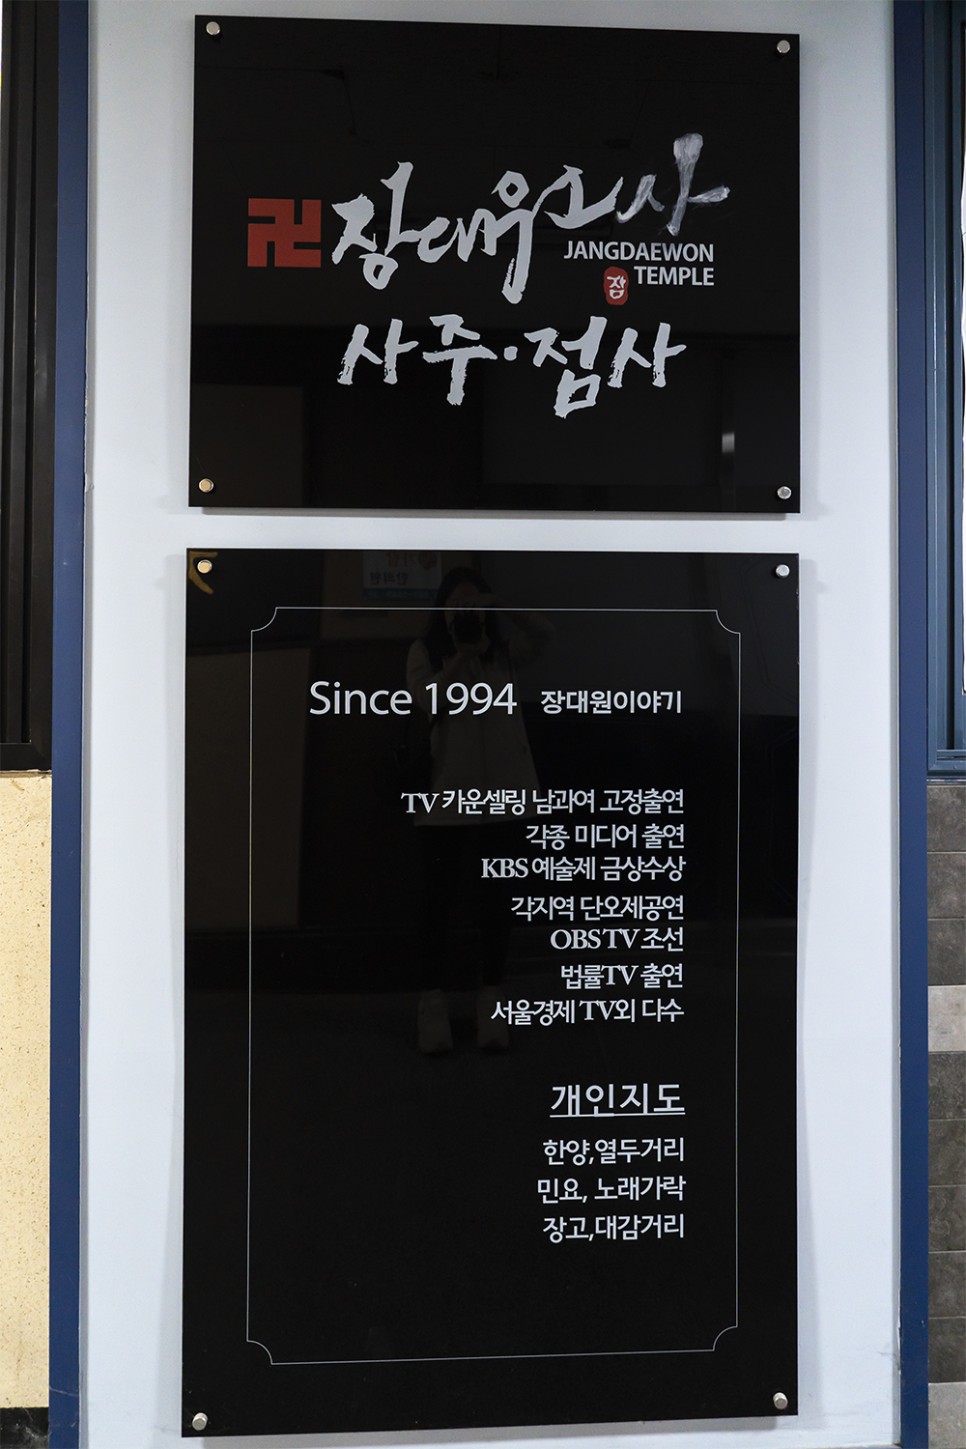 卍장대원고사
JANGDAEWON
TEMPLE
사주·점사
Since 1994 장대원이야기
TV 카운셀링 남과여 고정출연
각종 미디어 출연
KBS 예술제 금상수상
각지역 단오제공연
OBS TV 조선
법률TV 출연
서울경제 TV외 다수
개인지도
한양,열두거리
민요, 노래가락
장고,대감거리